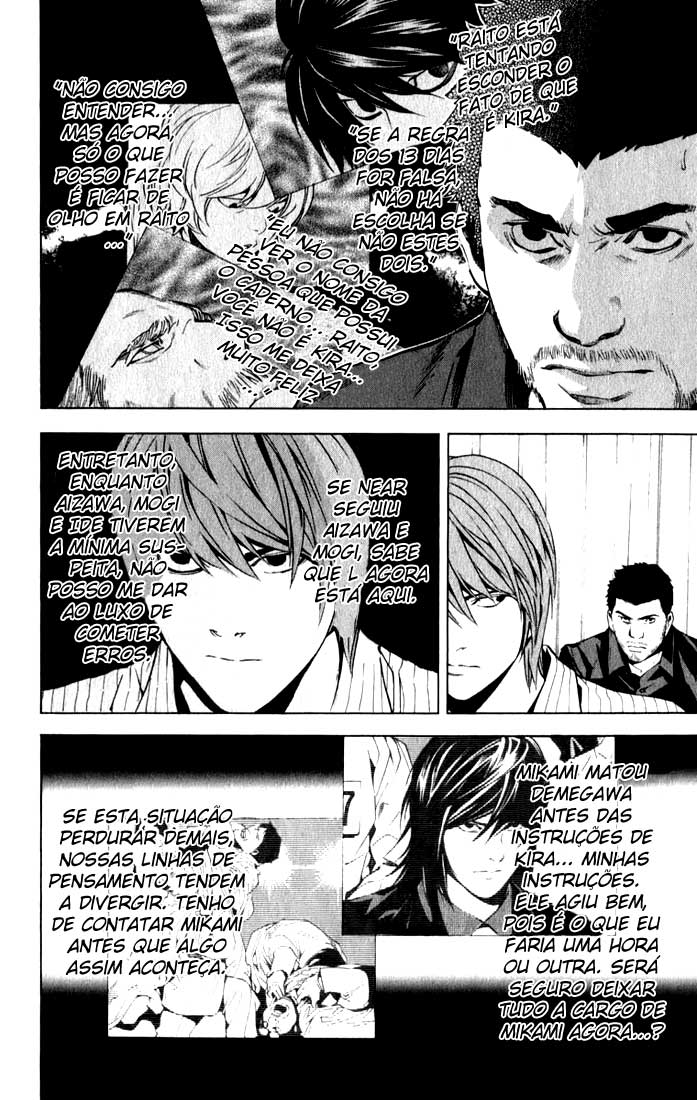 "RAITO ESTÁ
TENTANDO
ESCONDER O
FATO DE QUE
É KIRA."
"SE A REGRA
DOS 13 DIAS
FOR FALSA,
NÃO HÁ
ESCOLHA SE
NÃO ESTES
DOIS."
"NÃO CONSIGO
ENTENDER...
MAS AGORA,
SÓ O QUE
POSSO FAZER
É FICAR DE
OLHO EM RAITO
..."
"EU NÃO CONSIGO
VER O NOME DA
PESSOA QUE POSSUI
O CADERNO... RAITO,
VOCÊ NÃO É KIRA...
ISSO ME DEIXA
MUITO FELIZ
..."
SE NEAR
SEGUIU
AIZAWA E
MOGI, SABE
QUE L AGORA
ESTÁ AQUI.
ENTRETANTO,
ENQUANTO
AIZAWA, MOGI
E IDE TIVEREM
A MÍNIMA SUS-
PEITA, NÃO
POSSO ME DAR
AO LUXO DE
COMETER
ERROS.
7
MIKAMI MATOU
DEMEGAWA
ANTES DAS
INSTRUÇÕES DE
KIRA... MINHAS
INSTRUÇÕES.
ELE AGIU BEM,
POIS É O QUE EU
FARIA UMA HORA
OU OUTRA. SERÁ
SEGURO DEIXAR
TUDO A CARGO DE
MIKAMI AGORA...?
SE ESTA SITUAÇÃO
PERDURAR DEMAIS,
NOSSAS LINHAS DE
PENSAMENTO TENDEM
A DIVERGIR. TENHO
DE CONTATAR MIKAMI
ANTES QUE ALGO
ASSIM ACONTEÇA.